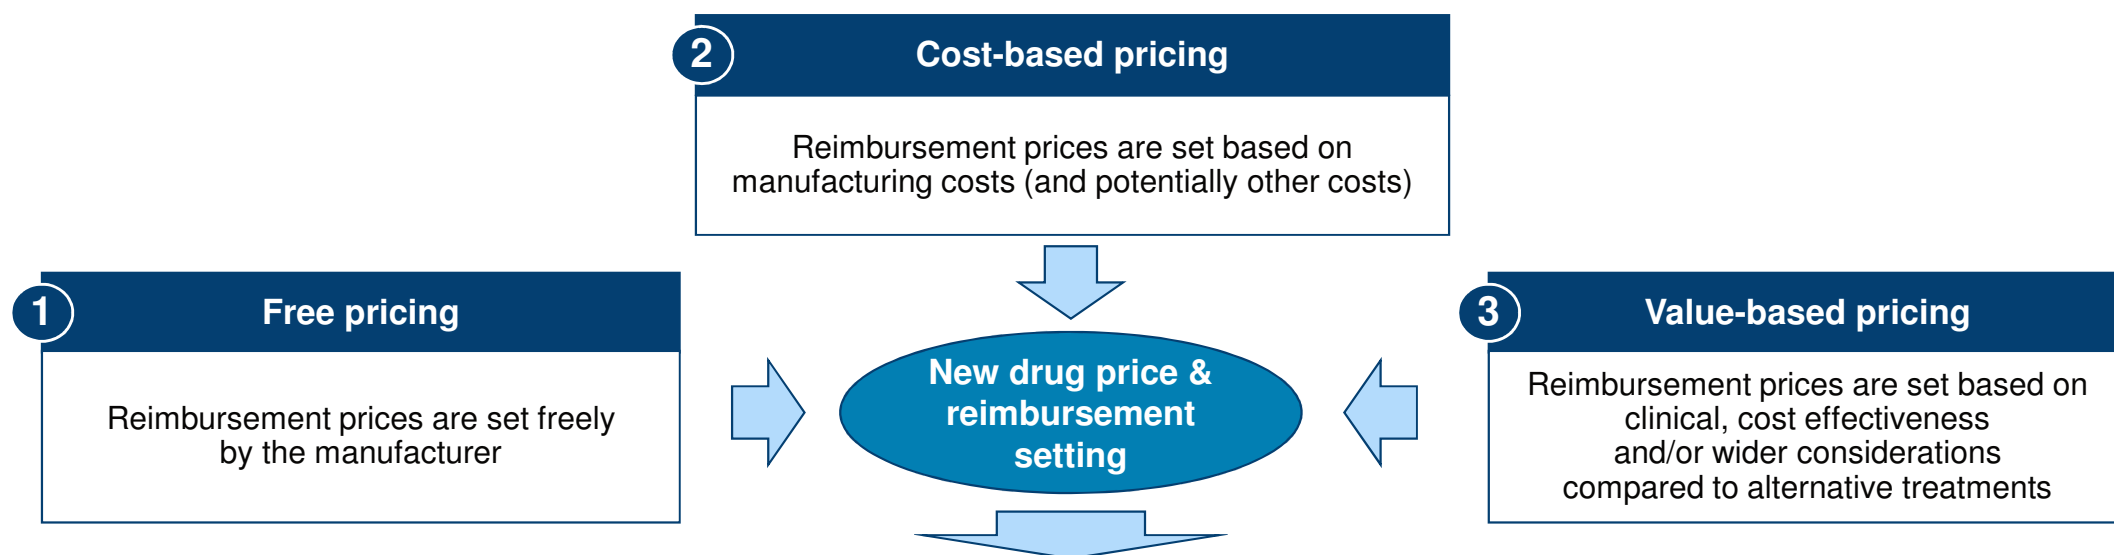 2
Cost-based pricing
Reimbursement prices are set based on
manufacturing costs (and potentially other costs)
1
Free pricing
Reimbursement prices are set freely
by the manufacturer
New drug price &
reimbursement
setting
3
Value-based pricing
Reimbursement prices are set based on
clinical, cost effectiveness
and/or wider considerations
compared to alternative treatments